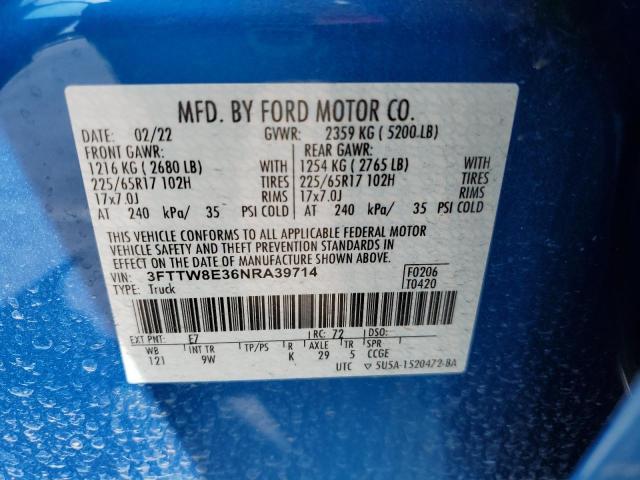 MFD. BY FORD MOTOR CO.
DATE: 02/22 GVWR: 2359 KG (5200 LB)
FRONT GAWR: REAR GAWR:
1216 KG (2680 LB) WITH 1254 KG (2765 LB) WITH
225/65R17 102H TIRES 225/65R17 102H TIRES
17x7.0J RIMS 17x7.0J RIMS
AT 240 kPa/ 35 PSI COLD AT 240 kPa/ 35 PSI COLD
THIS VEHICLE CONFORMS TO ALL APPLICABLE FEDERAL MOTOR
VEHICLE SAFETY AND THEFT PREVENTION STANDARDS IN
EFFECT ON THE DATE OF MANUFACTURE SHOWN ABOVE.
VIN: 3FTTW8E36NRA39714 F0206
TYPE: Truck T0420
EXT PNT: E7 RC: 72 DSO:
WB INT TR TP/PS R AXLE TR SPR
121 9W K 29 5 CCGE
UTC ▽5U5A-1520472-BA